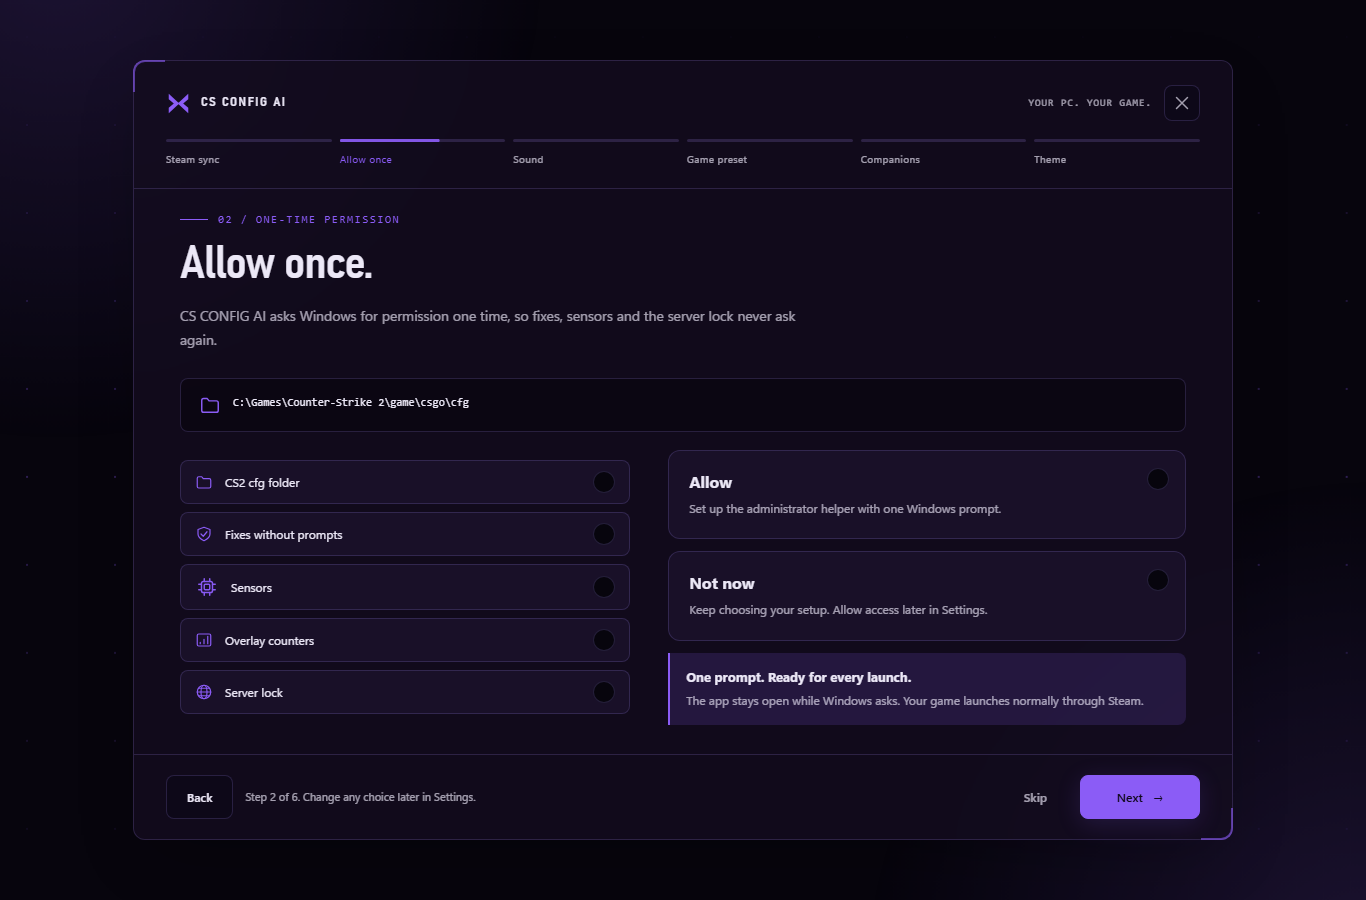 CS CONFIG AI
YOUR PC. YOUR GAME.
Steam sync
Allow once
Sound
Game preset
Companions
Theme
02 / ONE-TIME PERMISSION
Allow once.
CS CONFIG AI asks Windows for permission one time, so fixes, sensors and the server lock never ask
again.
C:\Games\Counter-Strike 2\game\csgo\cfg
CS2 cfg folder
Fixes without prompts
Sensors
Overlay counters
Server lock
Allow
Set up the administrator helper with one Windows prompt.
Not now
Keep choosing your setup. Allow access later in Settings.
One prompt. Ready for every launch.
The app stays open while Windows asks. Your game launches normally through Steam.
Back
Step 2 of 6. Change any choice later in Settings.
Skip
Next →